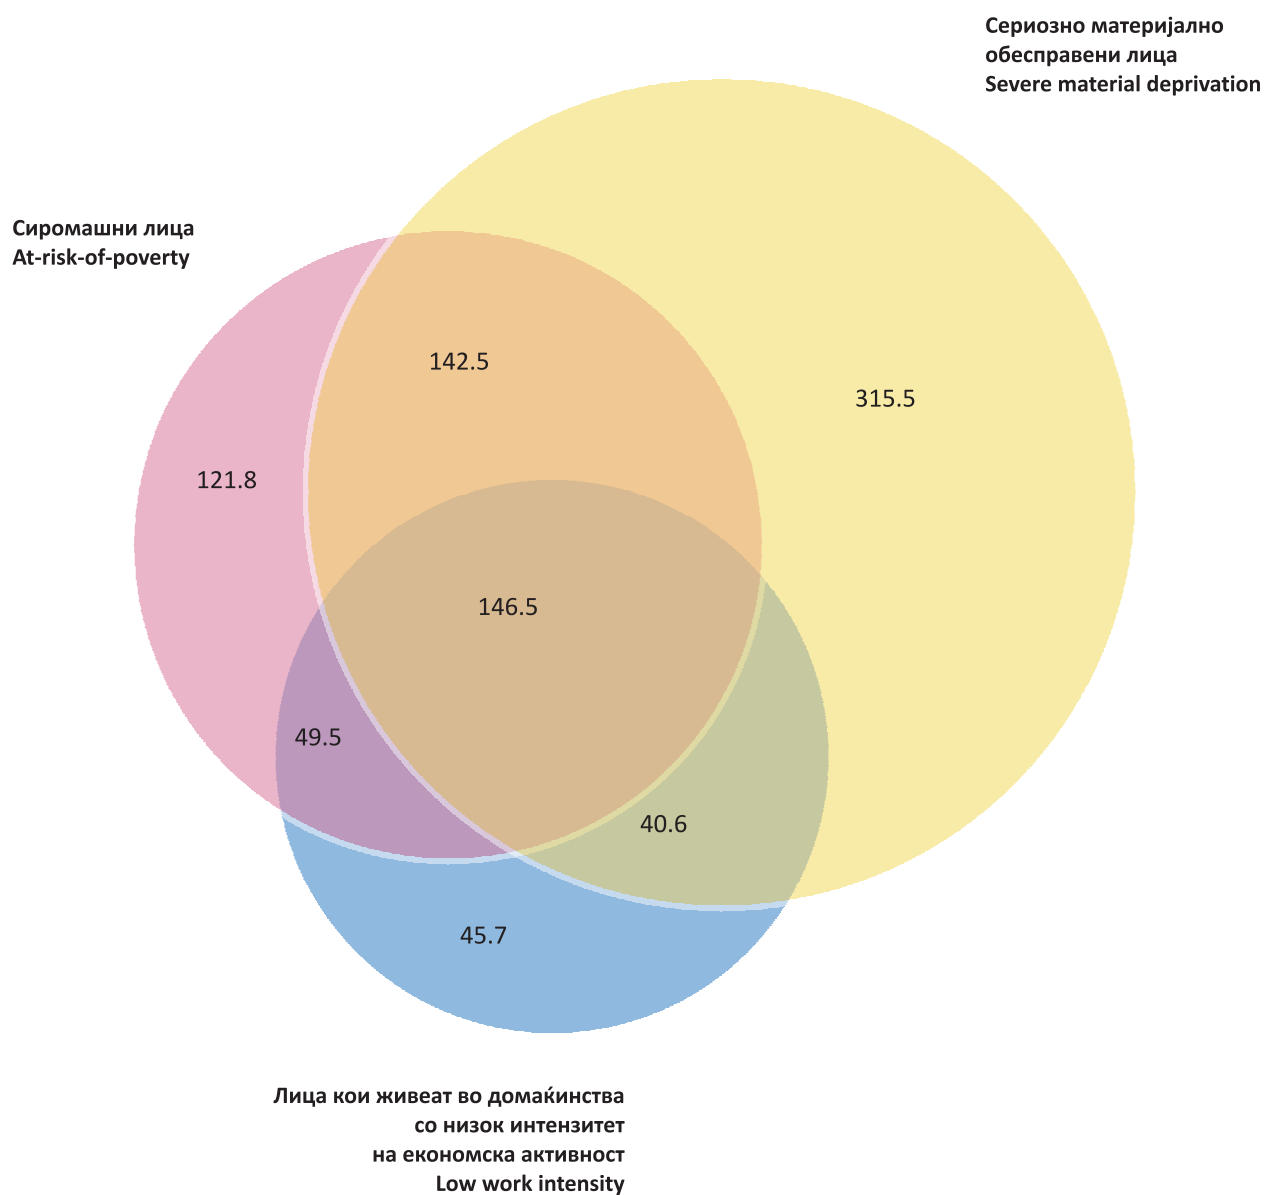 Сериозно материјално
обесправени лица
Severe material deprivation
Сиромашни лица
At-risk-of-poverty
142.5
315.5
121.8
146.5
49.5
40.6
45.7
Лица кои живеат во домаќинства
со низок интензитет
на економска активност
Low work intensity